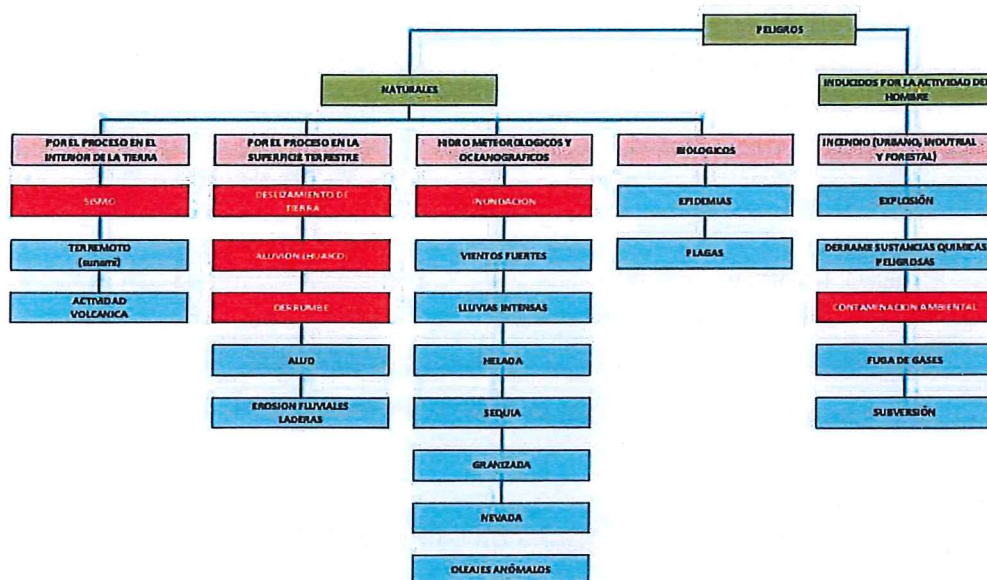 PELIGROS
NATURALES
INDUCIDOS POR LA ACTIVIDAD DEL
HOMBRE
POR EL PROCESO EN EL
INTERIOR DE LA TIERRA
SISMO
TERREMOTO
(sunami)
ACTIVIDAD
VOLCANICA
POR EL PROCESO EN LA
SUPERFICIE TERRESTRE
DESLIZAMIENTO DE
TIERRA
ALUVION (HUAICO)
DERRUMBE
ALUD
EROSION FLUVIALES
LADERAS
HIDRO METEOROLOGICOS Y
OCEANOGRAFICOS
INUNDACION
VIENTOS FUERTES
LLUVIAS INTENSAS
HELADA
SEQUIA
GRANIZADA
NEVADA
OLEAJES ANÓMALOS
BIOLOGICOS
EPIDEMIAS
PLAGAS
INCENDIO (URBANO, INDUTRIAL
Y FORESTAL)
EXPLOSIÓN
DERRAME SUSTANCIAS QUIMICAS
PELIGROSAS
CONTAMINACION AMBIENTAL
FUGA DE GASES
SUBVERSIÓN